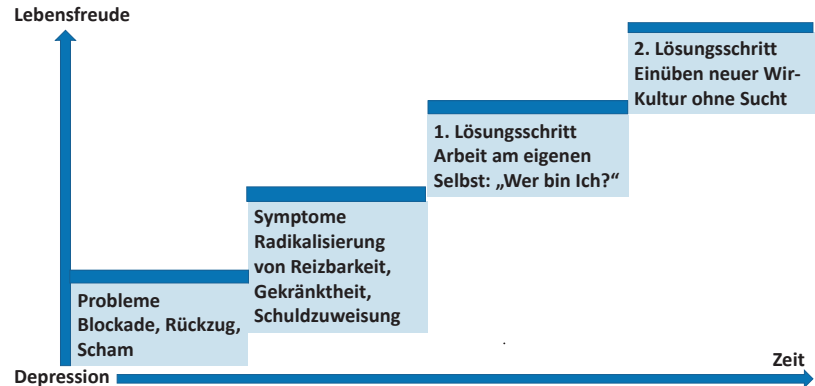 Lebensfreude
2. Lösungsschritt
Einüben neuer Wir-
Kultur ohne Sucht
1. Lösungsschritt
Arbeit am eigenen
Selbst: „Wer bin Ich?“
Symptome
Radikalisierung
von Reizbarkeit,
Gekränktheit,
Schuldzuweisung
Probleme
Blockade, Rückzug,
Scham
Zeit
Depression